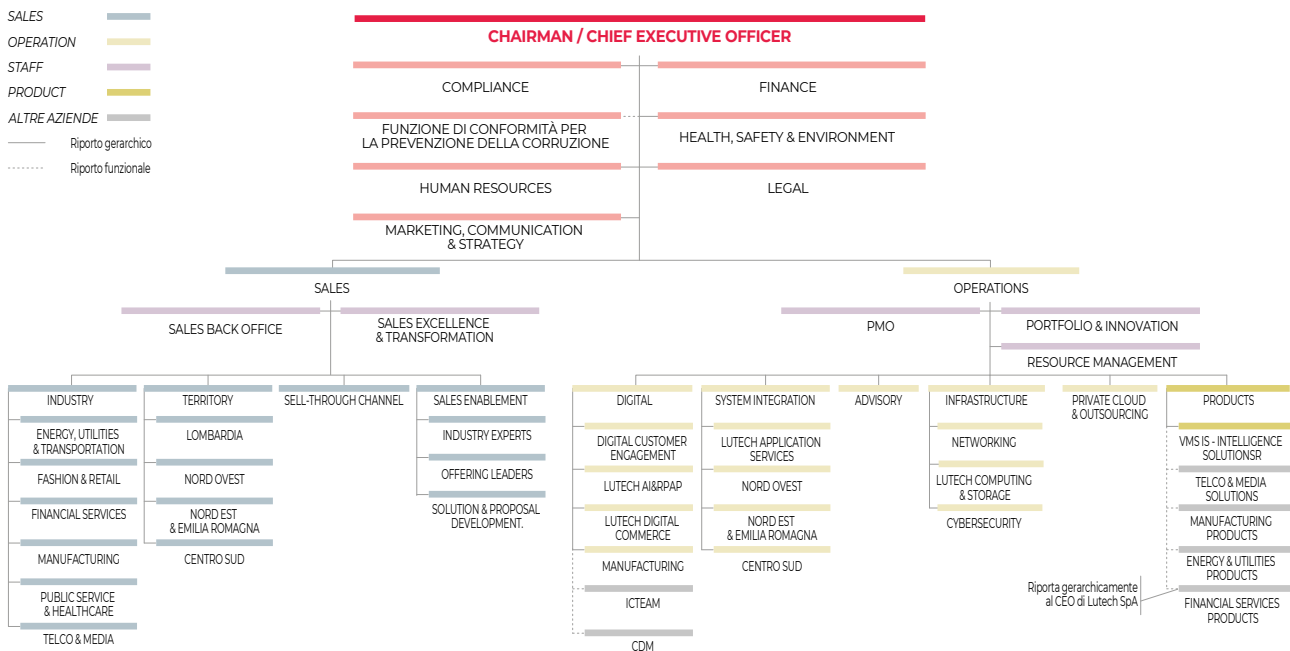 SALES
OPERATION
STAFF
PRODUCT
ALTRE AZIENDE
Riporto gerarchico
Riporto funzionale
CHAIRMAN / CHIEF EXECUTIVE OFFICER
COMPLIANCE
FINANCE
FUNZIONE DI CONFORMITÀ PER
LA PREVENZIONE DELLA CORRUZIONE
HEALTH, SAFETY & ENVIRONMENT
HUMAN RESOURCES
LEGAL
MARKETING, COMMUNICATION
& STRATEGY
SALES
SALES BACK OFFICE
SALES EXCELLENCE
& TRANSFORMATION
OPERATIONS
PMO
PORTFOLIO & INNOVATION
RESOURCE MANAGEMENT
INDUSTRY
ENERGY, UTILITIES
& TRANSPORTATION
FASHION & RETAIL
FINANCIAL SERVICES
MANUFACTURING
PUBLIC SERVICE
& HEALTHCARE
TELCO & MEDIA
TERRITORY
LOMBARDIA
NORD OVEST
NORD EST
& EMILIA ROMAGNA
CENTRO SUD
SELL-THROUGH CHANNEL
SALES ENABLEMENT
INDUSTRY EXPERTS
OFFERING LEADERS
SOLUTION & PROPOSAL
DEVELOPMENT.
DIGITAL
DIGITAL CUSTOMER
ENGAGEMENT
LUTECH AI&RPAP
LUTECH DIGITAL
COMMERCE
MANUFACTURING
ICTEAM
CDM
SYSTEM INTEGRATION
LUTECH APPLICATION
SERVICES
NORD OVEST
NORD EST
& EMILIA ROMAGNA
CENTRO SUD
ADVISORY
INFRASTRUCTURE
NETWORKING
LUTECH COMPUTING
& STORAGE
CYBERSECURITY
PRIVATE CLOUD
& OUTSOURCING
PRODUCTS
VMS IS - INTELLIGENCE
SOLUTIONSR
TELCO & MEDIA
SOLUTIONS
MANUFACTURING
PRODUCTS
ENERGY & UTILITIES
PRODUCTS
FINANCIAL SERVICES
PRODUCTS
Riporta gerarchicamente
al CEO di Lutech SpA